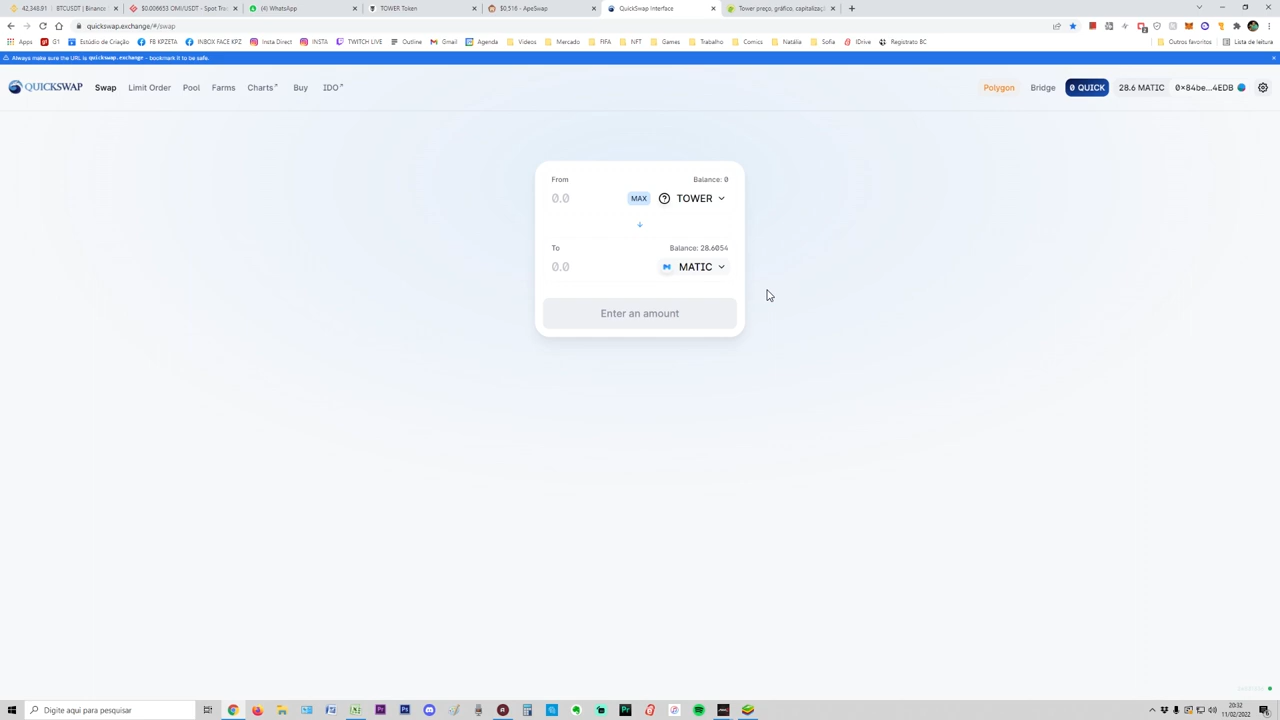 42,348.91 | BTCUSDT | Binance
$0.006653 OMI/USDT - Spot Tra
(4) WhatsApp
TOWER Token
$0,516 - ApeSwap
QuickSwap Interface
Tower preço, gráfico, capitalizaç
quickswap.exchange/#/swap
Apps
G1
Estúdio de Criação
FB KPZETA
INBOX FACE KPZ
Insta Direct
INSTA
TWITCH LIVE
Outline
Gmail
Agenda
Videos
Mercado
FIFA
NFT
Games
Trabalho
Comics
Natália
Sofia
IDrive
Registrato BC
Outros favoritos
Lista de leitura
Always make sure the URL is quickswap.exchange - bookmark it to be safe.
QUICKSWAP
Swap
Limit Order
Pool
Farms
Charts
Buy
IDO
Polygon
Bridge
0 QUICK
28.6 MATIC
0x84be...4EDB
From
Balance: 0
0.0
MAX
TOWER
To
Balance: 28.6054
0.0
MATIC
Enter an amount
Digite aqui para pesquisar
20:32
11/02/2022